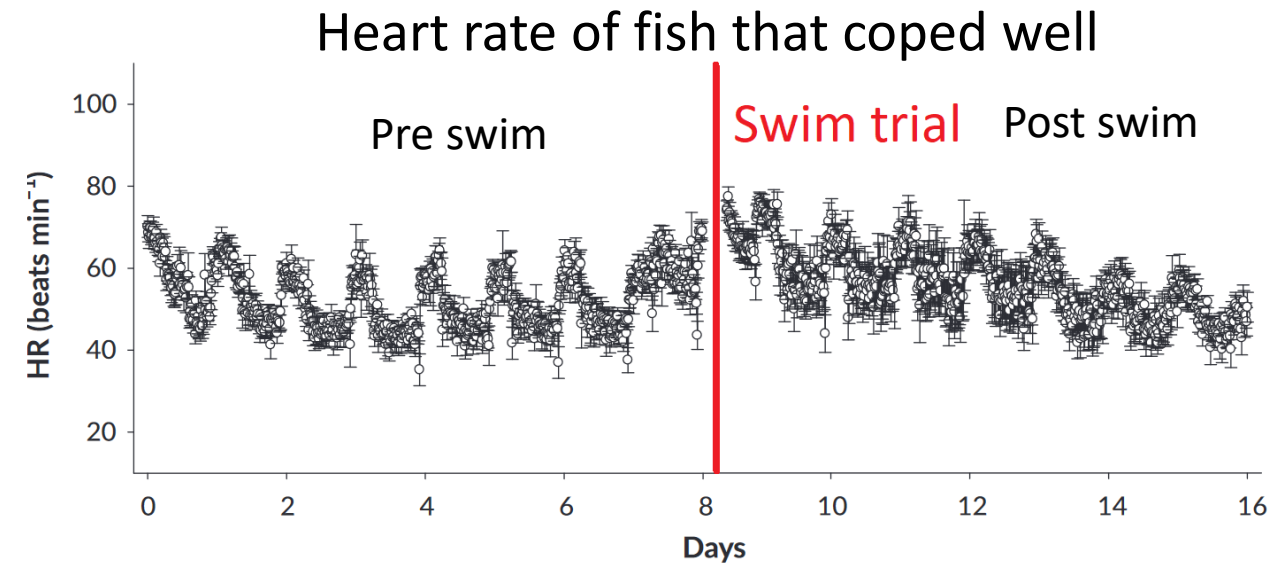 Heart rate of fish that coped well
100
80
60
40
20
HR (beats min⁻¹)
Pre swim
Swim trial
Post swim
0 2 4 6 8 10 12 14 16
Days